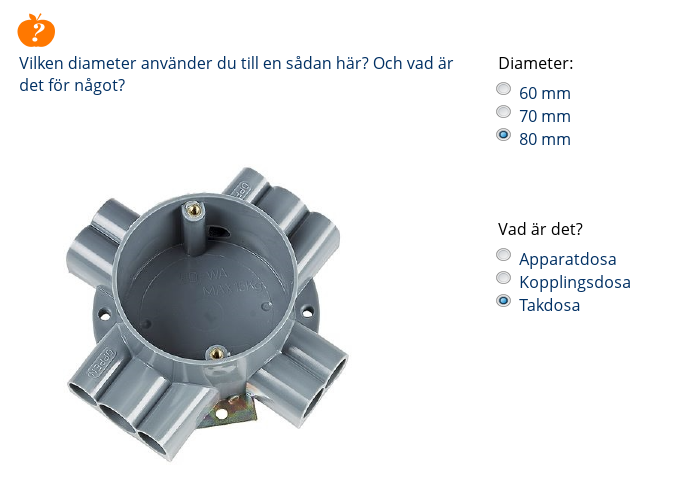 ?
Vilken diameter använder du till en sådan här? Och vad är
det för något?
Diameter:
60 mm
70 mm
80 mm
Vad är det?
Apparatdosa
Kopplingsdosa
Takdosa